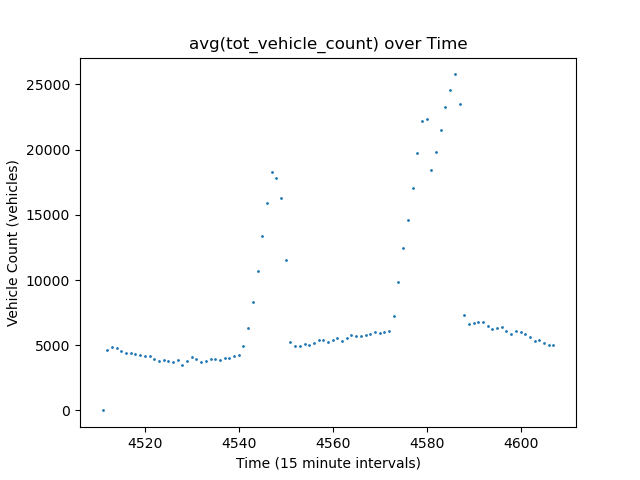 avg(tot_vehicle_count) over Time
25000
20000
15000
10000
5000
0
Vehicle Count (vehicles)
4520 4540 4560 4580 4600
Time (15 minute intervals)